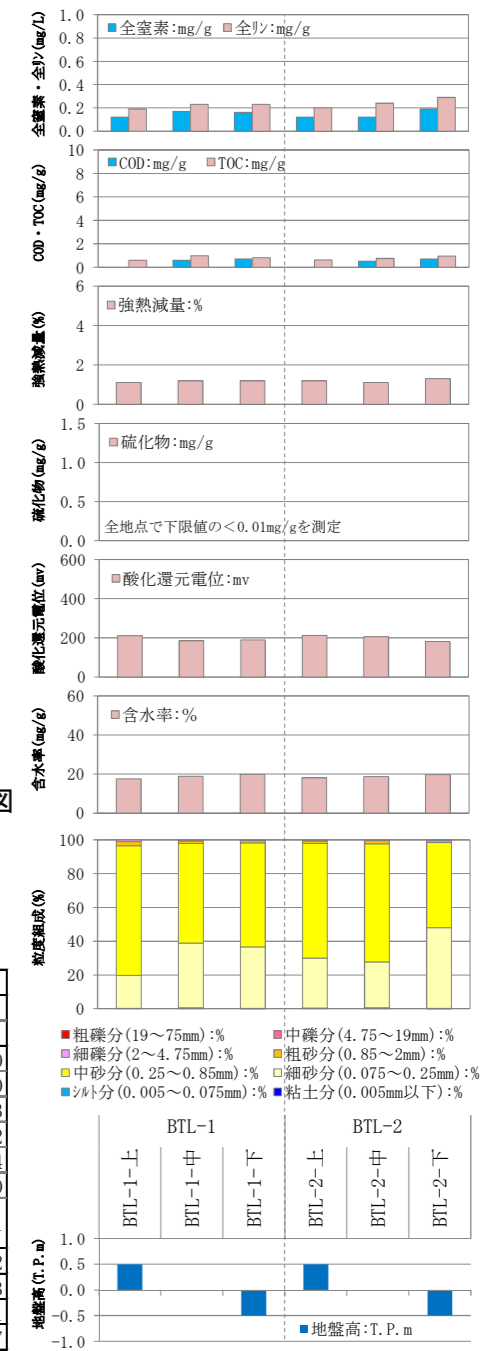 全窒素・全リン(mg/L)
1.0
0.8
0.6
0.4
0.2
0.0
■全窒素:mg/g ■全リン:mg/g
COD・TOC(mg/g)
10
8
6
4
2
0
■COD:mg/g ■TOC:mg/g
強熱減量(%)
6
4
2
0
■強熱減量:%
硫化物(mg/g)
1.5
1.0
0.5
0.0
■硫化物:mg/g
全地点で下限値の<0.01mg/gを測定
酸化還元電位(mv)
600
400
200
0
■酸化還元電位:mv
含水率(mg/g)
60
40
20
0
■含水率:%
図
粒度組成(%)
100
80
60
40
20
0
■粗礫分(19～75mm):% ■中礫分(4.75～19mm):%
■細礫分(2～4.75mm):% ■粗砂分(0.85～2mm):%
■中砂分(0.25～0.85mm):% ■細砂分(0.075～0.25mm):%
■シルト分(0.005～0.075mm):% ■粘土分(0.005mm以下):%
BTL-1 BTL-2
BTL-1-上 BTL-1-中 BTL-1-下 BTL-2-上 BTL-2-中 BTL-2-下
地盤高(T.P.m)
1.0
0.5
0.0
-0.5
-1.0
■地盤高:T.P.m